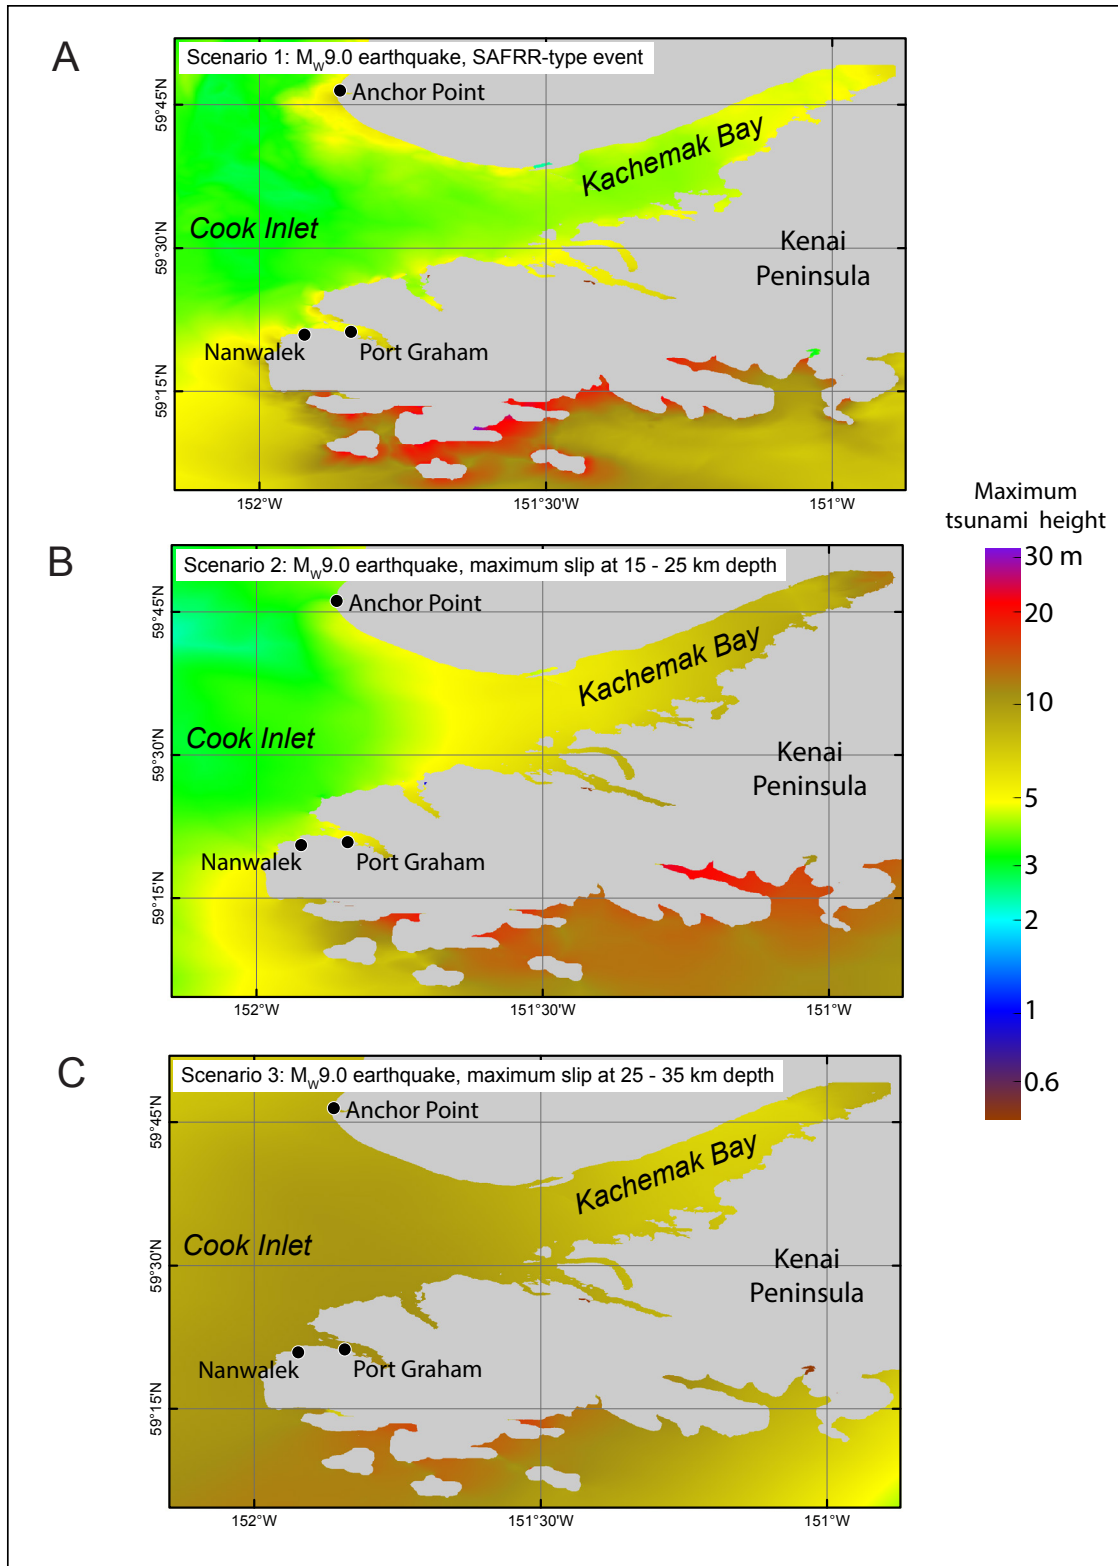 A
Scenario 1: MW9.0 earthquake, SAFRR-type event
59°45'N
Anchor Point
Kachemak Bay
59°30'N
Cook Inlet
Kenai
Peninsula
Nanwalek
Port Graham
59°15'N
152°W
151°30'W
151°W
Maximum
tsunami height
30 m
20
10
5
3
2
1
0.6
B
Scenario 2: MW9.0 earthquake, maximum slip at 15 - 25 km depth
59°45'N
Anchor Point
Kachemak Bay
59°30'N
Cook Inlet
Kenai
Peninsula
Nanwalek
Port Graham
59°15'N
152°W
151°30'W
151°W
C
Scenario 3: MW9.0 earthquake, maximum slip at 25 - 35 km depth
59°45'N
Anchor Point
Kachemak Bay
59°30'N
Cook Inlet
Kenai
Peninsula
Nanwalek
Port Graham
59°15'N
152°W
151°30'W
151°W